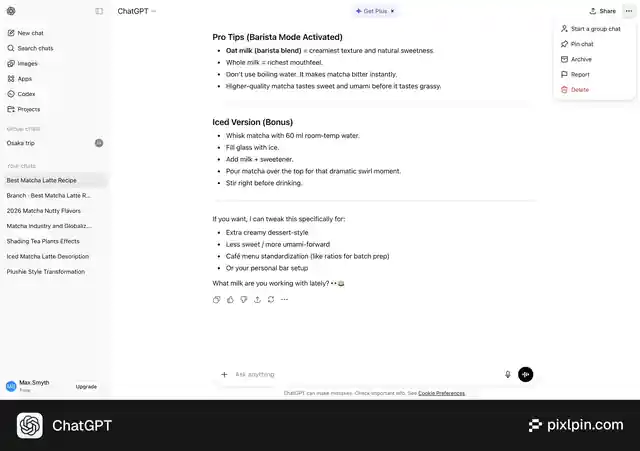 ChatGPT
Get Plus
Share
Start a group chat
Pin chat
Archive
Report
Delete
New chat
Search chats
Images
Apps
Codex
Projects
Group chats
Osaka trip
Your chats
Best Matcha Latte Recipe
Branch · Best Matcha Latte R...
2026 Matcha Nutty Flavors
Matcha Industry and Globaliz...
Shading Tea Plants Effects
Iced Matcha Latte Description
Plushie Style Transformation
Max.Smyth
Free
Upgrade
Pro Tips (Barista Mode Activated)
• Oat milk (barista blend) = creamiest texture and natural sweetness.
• Whole milk = richest mouthfeel.
• Don't use boiling water. It makes matcha bitter instantly.
• Higher-quality matcha tastes sweet and umami before it tastes grassy.
Iced Version (Bonus)
• Whisk matcha with 60 ml room-temp water.
• Fill glass with ice.
• Add milk + sweetener.
• Pour matcha over the top for that dramatic swirl moment.
• Stir right before drinking.
If you want, I can tweak this specifically for:
• Extra creamy dessert-style
• Less sweet / more umami-forward
• Café menu standardization (like ratios for batch prep)
• Or your personal bar setup
What milk are you working with lately? 👀🍵
Ask anything
ChatGPT can make mistakes. Check important info. See Cookie Preferences.
ChatGPT
pixlpin.com